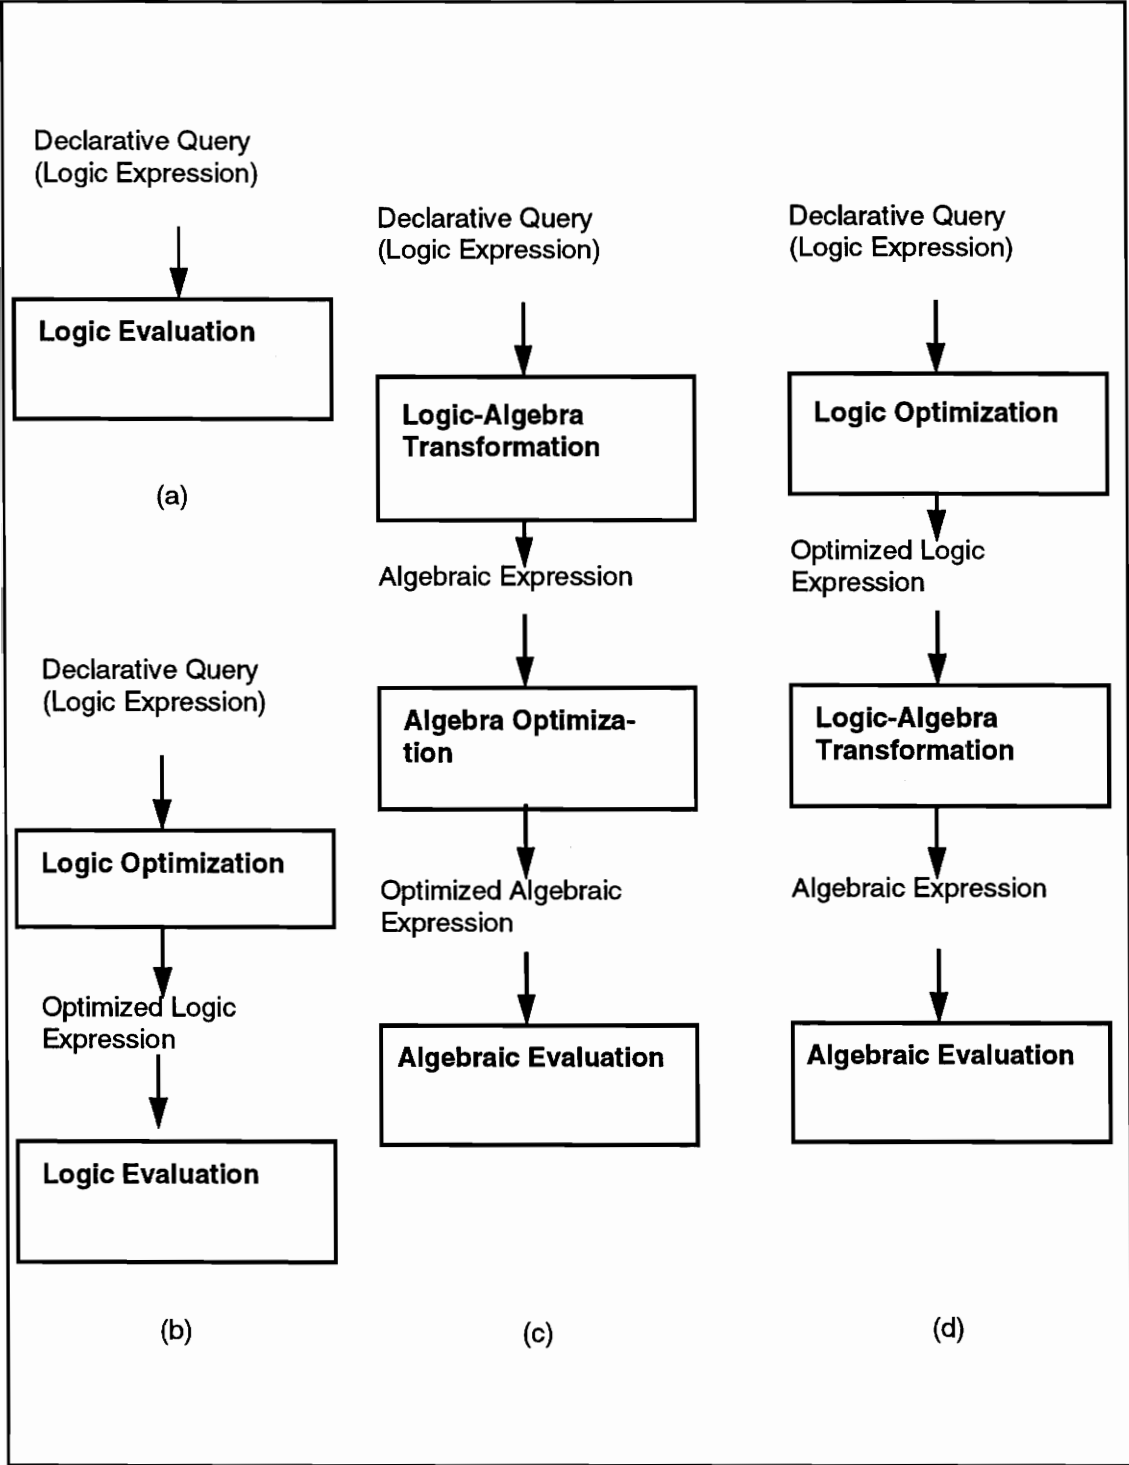 Declarative Query
(Logic Expression)
Logic Evaluation
(a)
Declarative Query
(Logic Expression)
Logic Optimization
Optimized Logic
Expression
Logic Evaluation
(b)
Declarative Query
(Logic Expression)
Logic-Algebra
Transformation
Algebraic Expression
Algebra Optimiza-
tion
Optimized Algebraic
Expression
Algebraic Evaluation
(c)
Declarative Query
(Logic Expression)
Logic Optimization
Optimized Logic
Expression
Logic-Algebra
Transformation
Algebraic Expression
Algebraic Evaluation
(d)